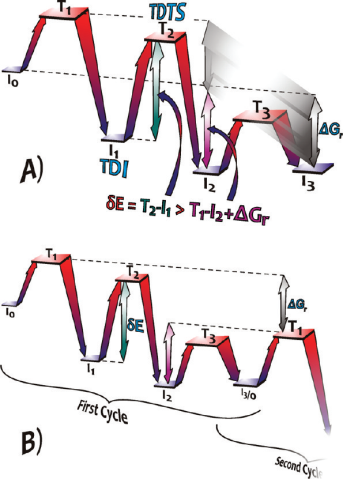 TDTS
T₁
T₂
I₀
T₃
ΔGᵣ
I₁
TDI
I₂
I₃
A)
δE = T₂-I₁ > T₁-I₂+ΔGᵣ
T₁
T₂
ΔGᵣ
I₀
δE
T₃
T₁
I₁
I₂
I₃/₀
First Cycle
B)
Second Cycle